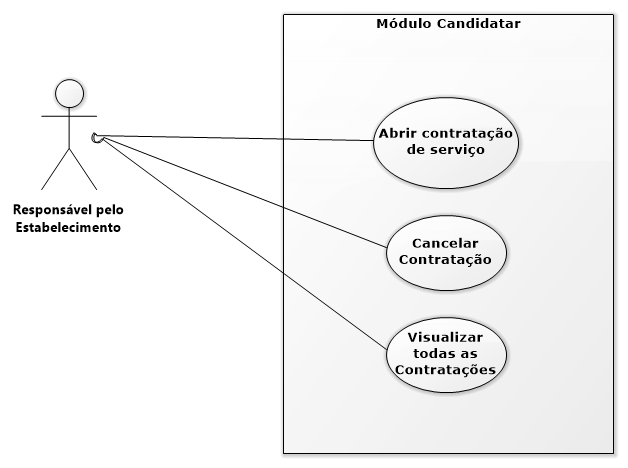 Módulo Candidatar
Abrir contratação
de serviço
Responsável pelo
Estabelecimento
Cancelar
Contratação
Visualizar
todas as
Contratações